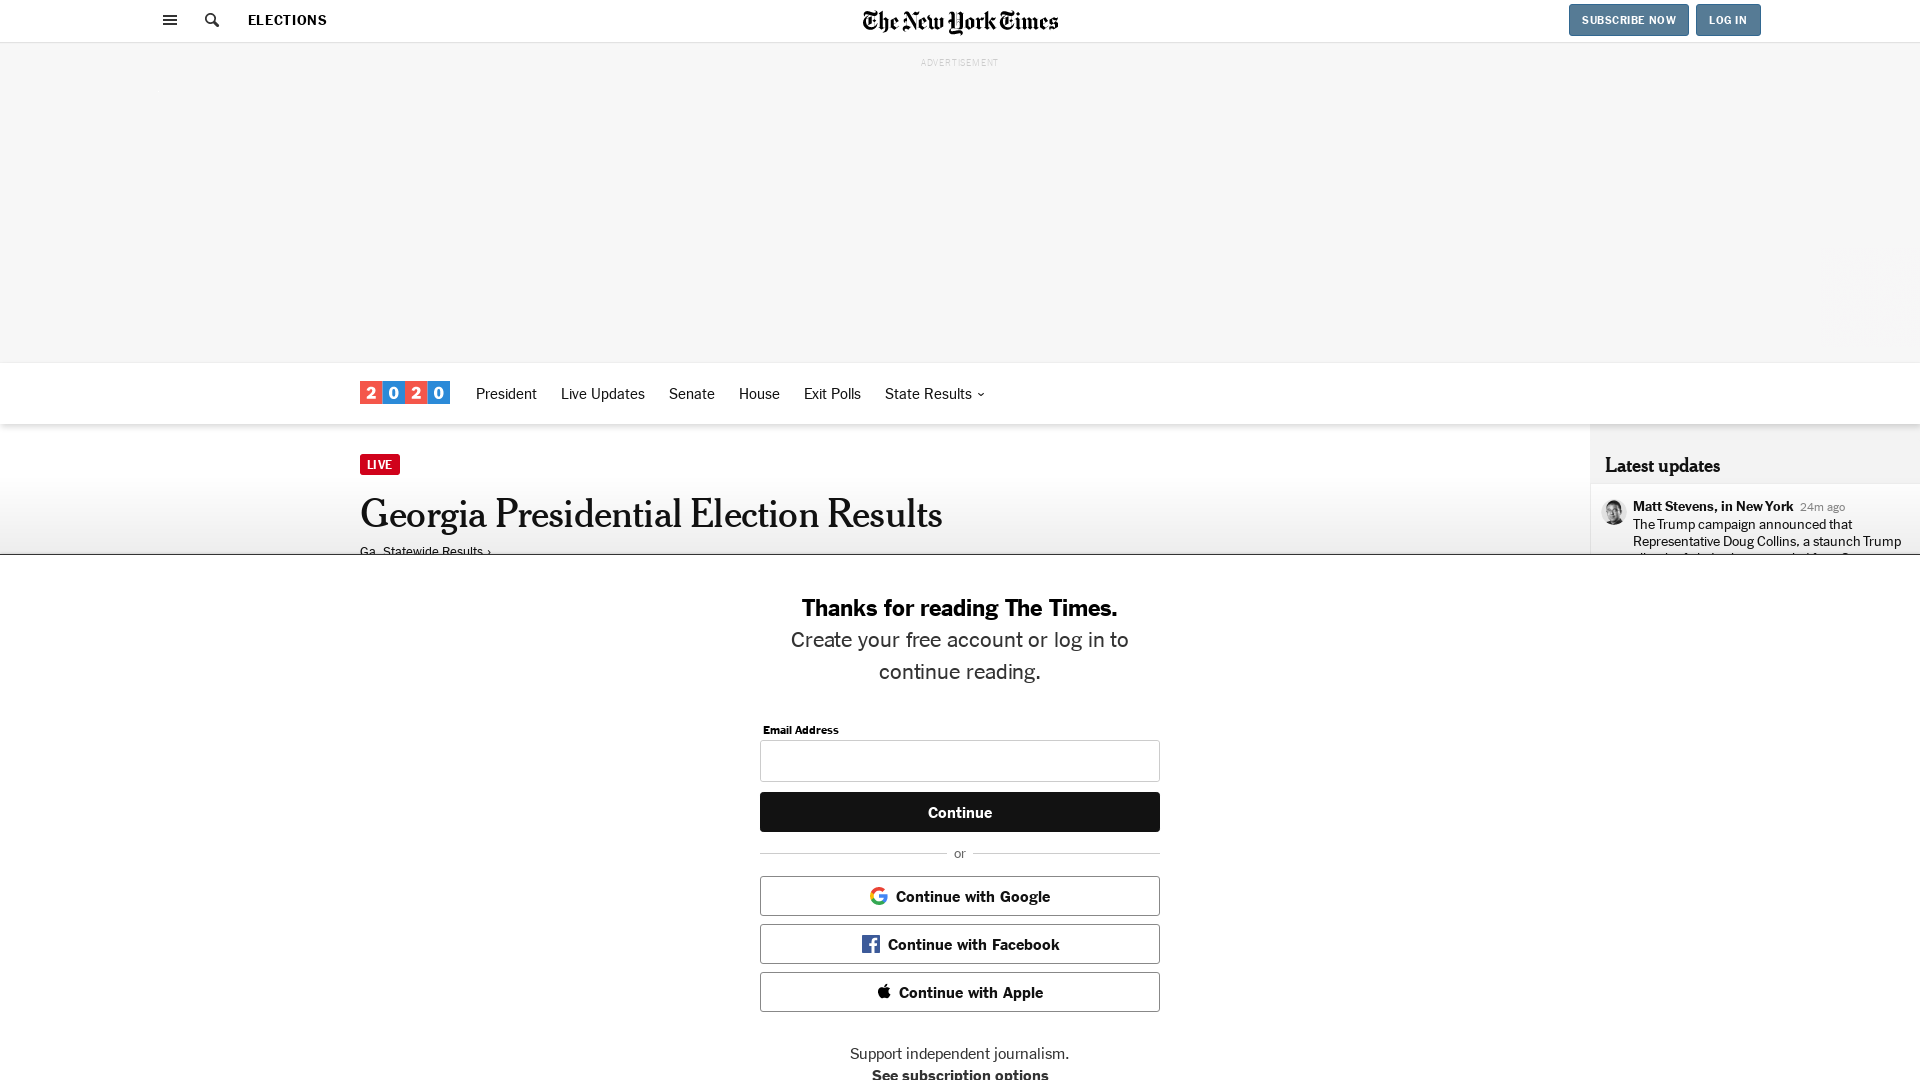 ELECTIONS
The New York Times
SUBSCRIBE NOW
LOG IN
ADVERTISEMENT
2020
President
Live Updates
Senate
House
Exit Polls
State Results
LIVE
Georgia Presidential Election Results
Ga. Statewide Results ›
Latest updates
Matt Stevens, in New York 24m ago
The Trump campaign announced that
Representative Doug Collins, a staunch Trump
Thanks for reading The Times.
Create your free account or log in to
continue reading.
Email Address
Continue
or
Continue with Google
Continue with Facebook
Continue with Apple
Support independent journalism.
See subscription options